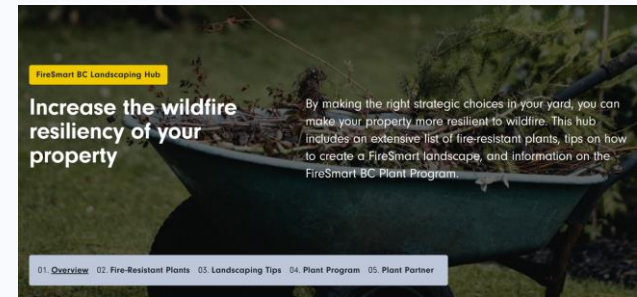 FireSmart BC Landscaping Hub
Increase the wildfire
resiliency of your
property
By making the right strategic choices in your yard, you can
make your property more resilient to wildfire. This hub
includes an extensive list of fire-resistant plants, tips on how
to create a FireSmart landscape, and information on the
FireSmart BC Plant Program.
01. Overview 02. Fire-Resistant Plants 03. Landscaping Tips 04. Plant Program 05. Plant Partner